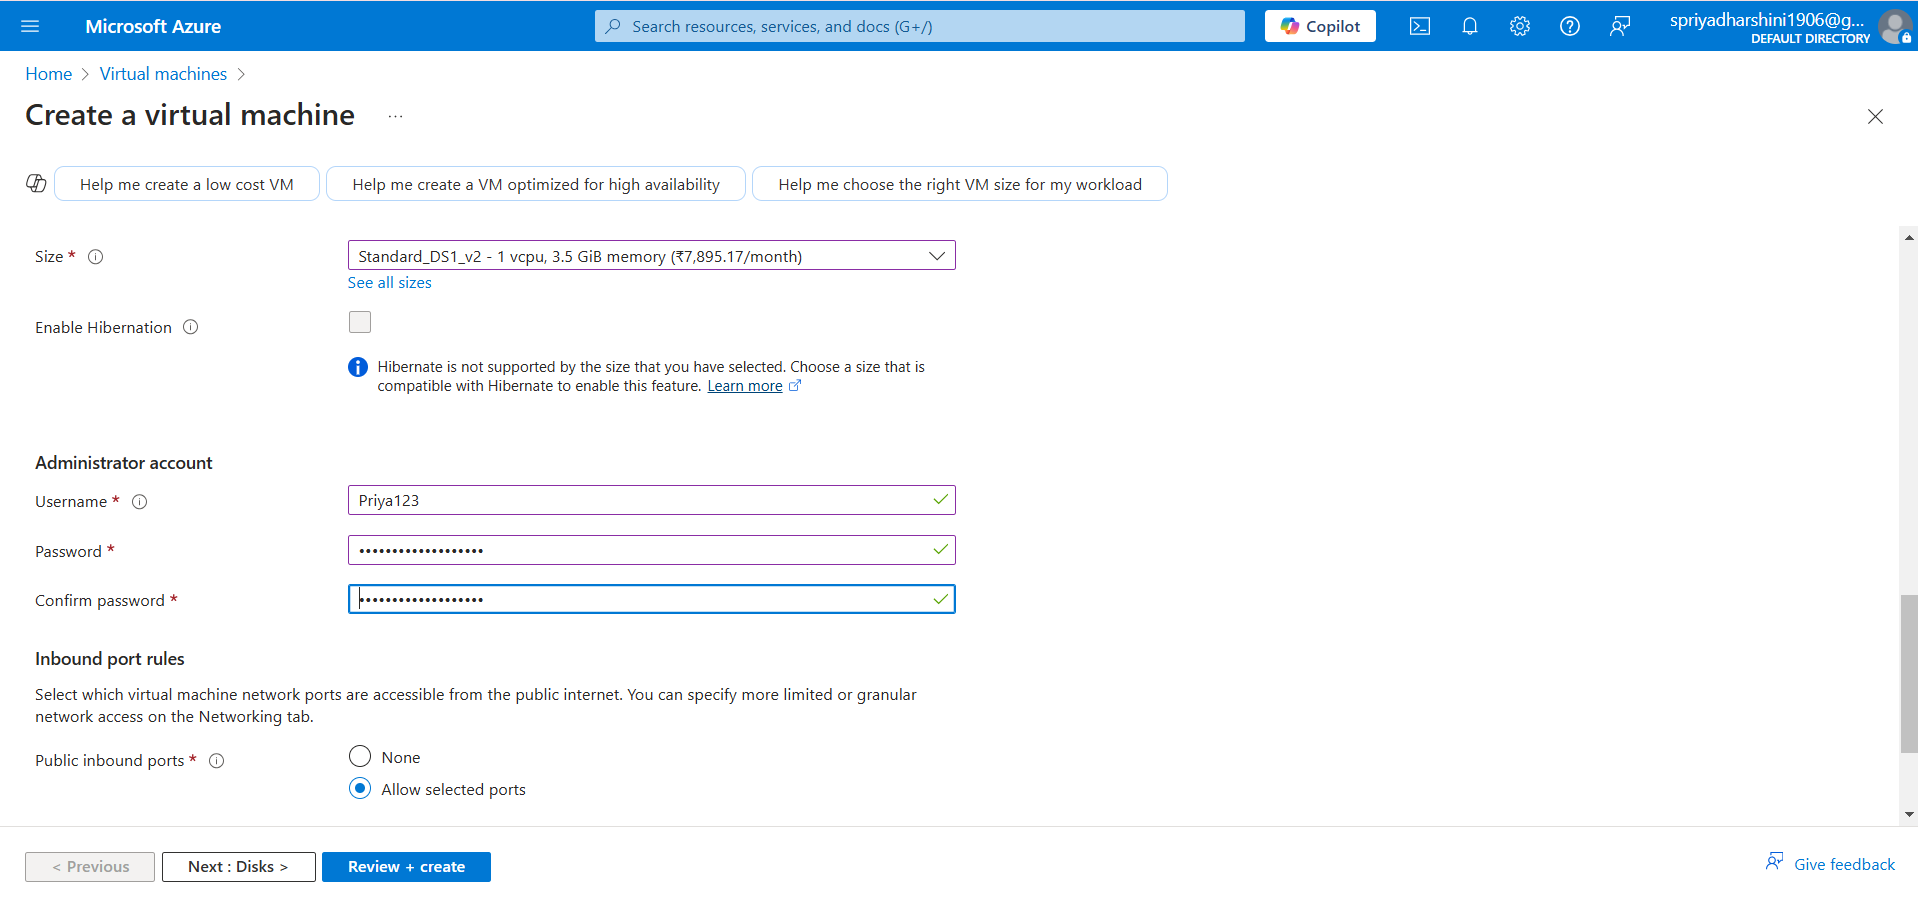 Microsoft Azure
Search resources, services, and docs (G+/)
Copilot
spriyadharshini1906@g...
DEFAULT DIRECTORY
Home > Virtual machines >
Create a virtual machine ...
Help me create a low cost VM
Help me create a VM optimized for high availability
Help me choose the right VM size for my workload
Size *
Standard_DS1_v2 - 1 vcpu, 3.5 GiB memory (₹7,895.17/month)
See all sizes
Enable Hibernation
Hibernate is not supported by the size that you have selected. Choose a size that is
compatible with Hibernate to enable this feature. Learn more
Administrator account
Username *
Priya123
Password *
•••••••••••••••••••
Confirm password *
•••••••••••••••••••
Inbound port rules
Select which virtual machine network ports are accessible from the public internet. You can specify more limited or granular
network access on the Networking tab.
Public inbound ports *
None
Allow selected ports
< Previous
Next : Disks >
Review + create
Give feedback